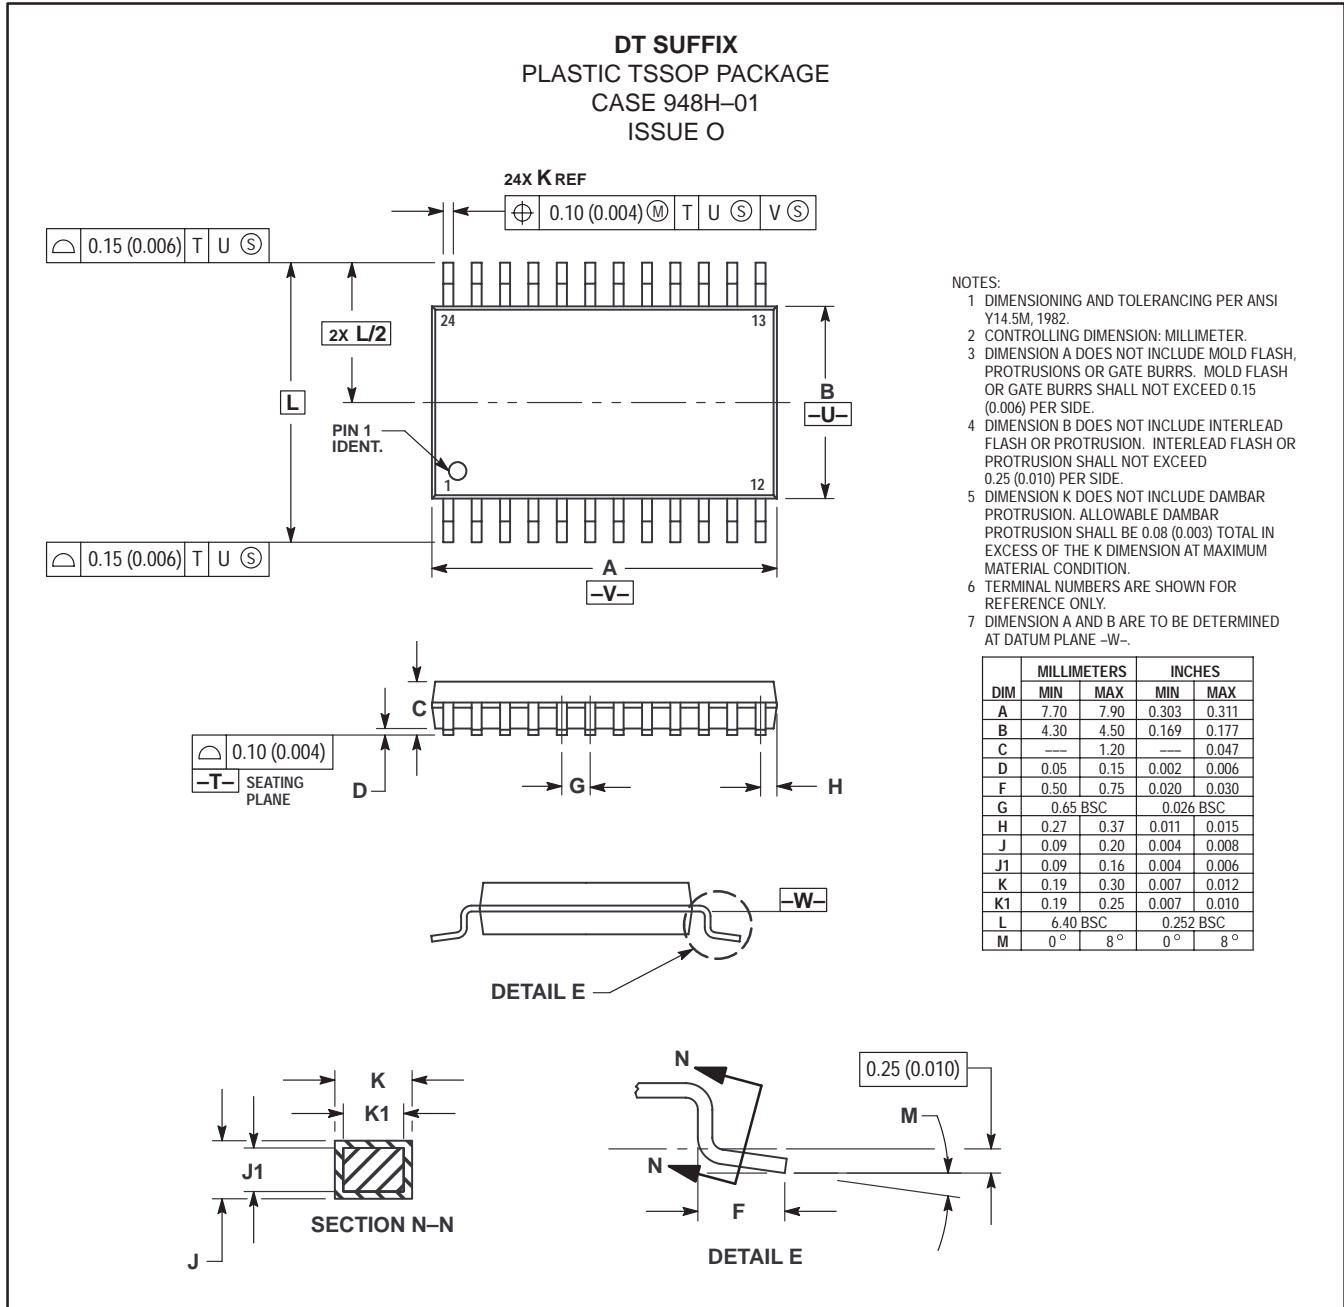 DT SUFFIX
PLASTIC TSSOP PACKAGE
CASE 948H–01
ISSUE O
24X K REF
⌖ 0.10 (0.004) Ⓜ T U Ⓢ V Ⓢ
⌓ 0.15 (0.006) T U Ⓢ
2X L/2
L
24
13
B
–U–
PIN 1
IDENT.
1
12
⌓ 0.15 (0.006) T U Ⓢ
A
–V–
NOTES:
1 DIMENSIONING AND TOLERANCING PER ANSI
Y14.5M, 1982.
2 CONTROLLING DIMENSION: MILLIMETER.
3 DIMENSION A DOES NOT INCLUDE MOLD FLASH,
PROTRUSIONS OR GATE BURRS. MOLD FLASH
OR GATE BURRS SHALL NOT EXCEED 0.15
(0.006) PER SIDE.
4 DIMENSION B DOES NOT INCLUDE INTERLEAD
FLASH OR PROTRUSION. INTERLEAD FLASH OR
PROTRUSION SHALL NOT EXCEED
0.25 (0.010) PER SIDE.
5 DIMENSION K DOES NOT INCLUDE DAMBAR
PROTRUSION. ALLOWABLE DAMBAR
PROTRUSION SHALL BE 0.08 (0.003) TOTAL IN
EXCESS OF THE K DIMENSION AT MAXIMUM
MATERIAL CONDITION.
6 TERMINAL NUMBERS ARE SHOWN FOR
REFERENCE ONLY.
7 DIMENSION A AND B ARE TO BE DETERMINED
AT DATUM PLANE –W–.
MILLIMETERS INCHES
DIM MIN MAX MIN MAX
A 7.70 7.90 0.303 0.311
B 4.30 4.50 0.169 0.177
C ––– 1.20 ––– 0.047
D 0.05 0.15 0.002 0.006
F 0.50 0.75 0.020 0.030
G 0.65 BSC 0.026 BSC
H 0.27 0.37 0.011 0.015
J 0.09 0.20 0.004 0.008
J1 0.09 0.16 0.004 0.006
K 0.19 0.30 0.007 0.012
K1 0.19 0.25 0.007 0.010
L 6.40 BSC 0.252 BSC
M 0° 8° 0° 8°
C
⌓ 0.10 (0.004)
–T– SEATING
PLANE
D
G
H
–W–
DETAIL E
K
K1
J1
J
SECTION N–N
N
N
F
DETAIL E
0.25 (0.010)
M